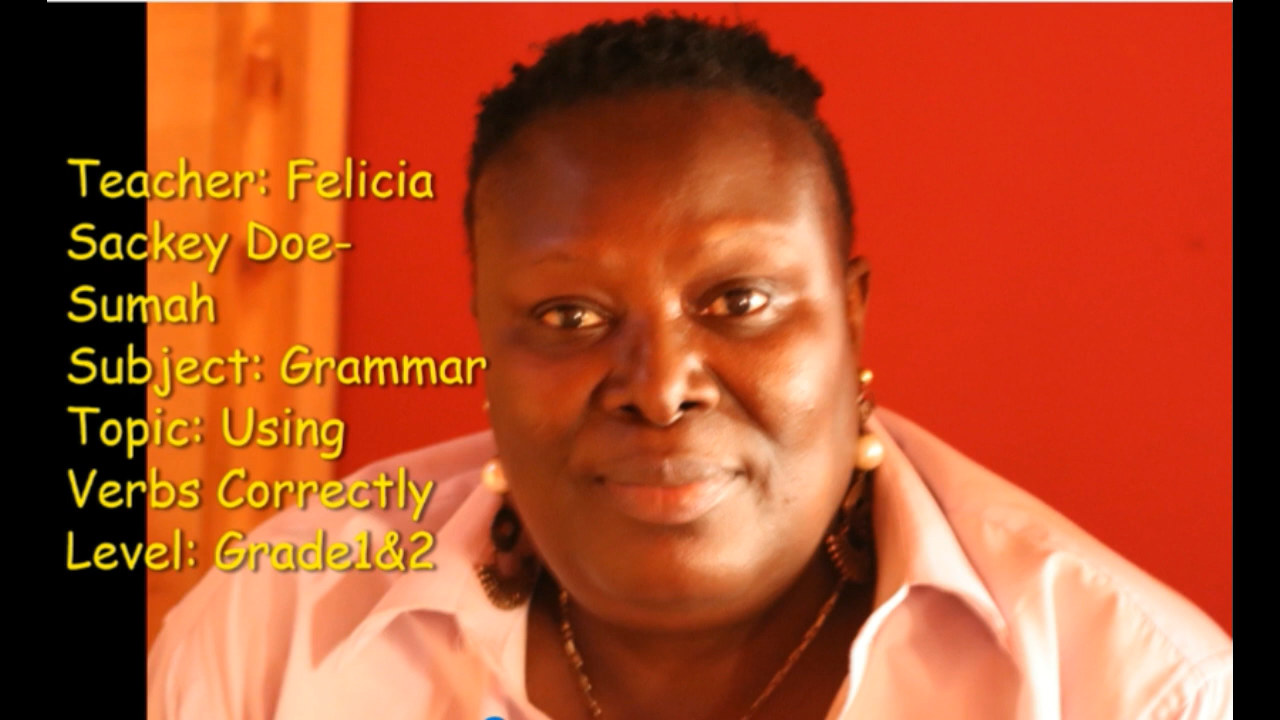 Teacher: Felicia
Sackey Doe-
Sumah
Subject: Grammar
Topic: Using
Verbs Correctly
Level: Grade1&2